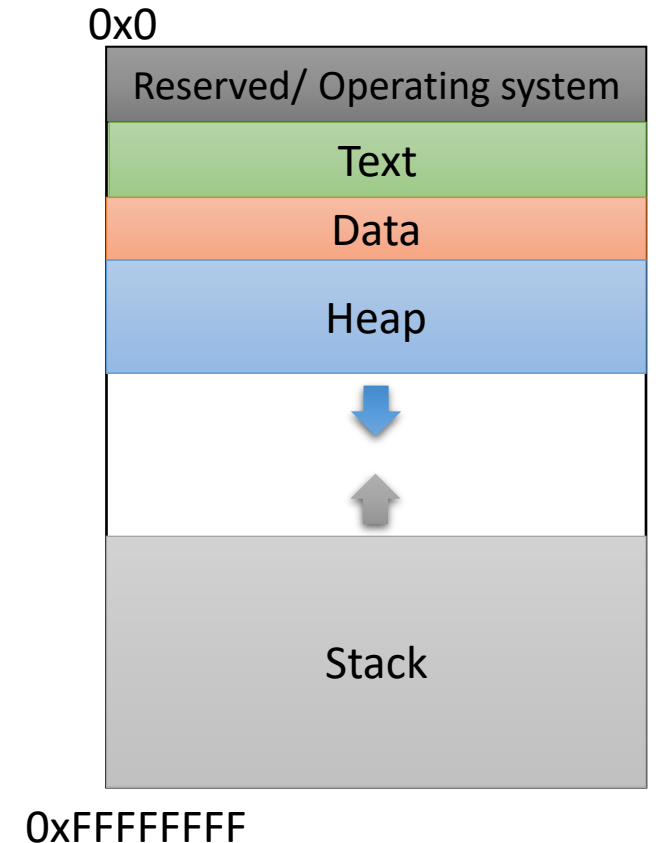 0x0
Reserved/ Operating system
Text
Data
Heap
Stack
0xFFFFFFFF